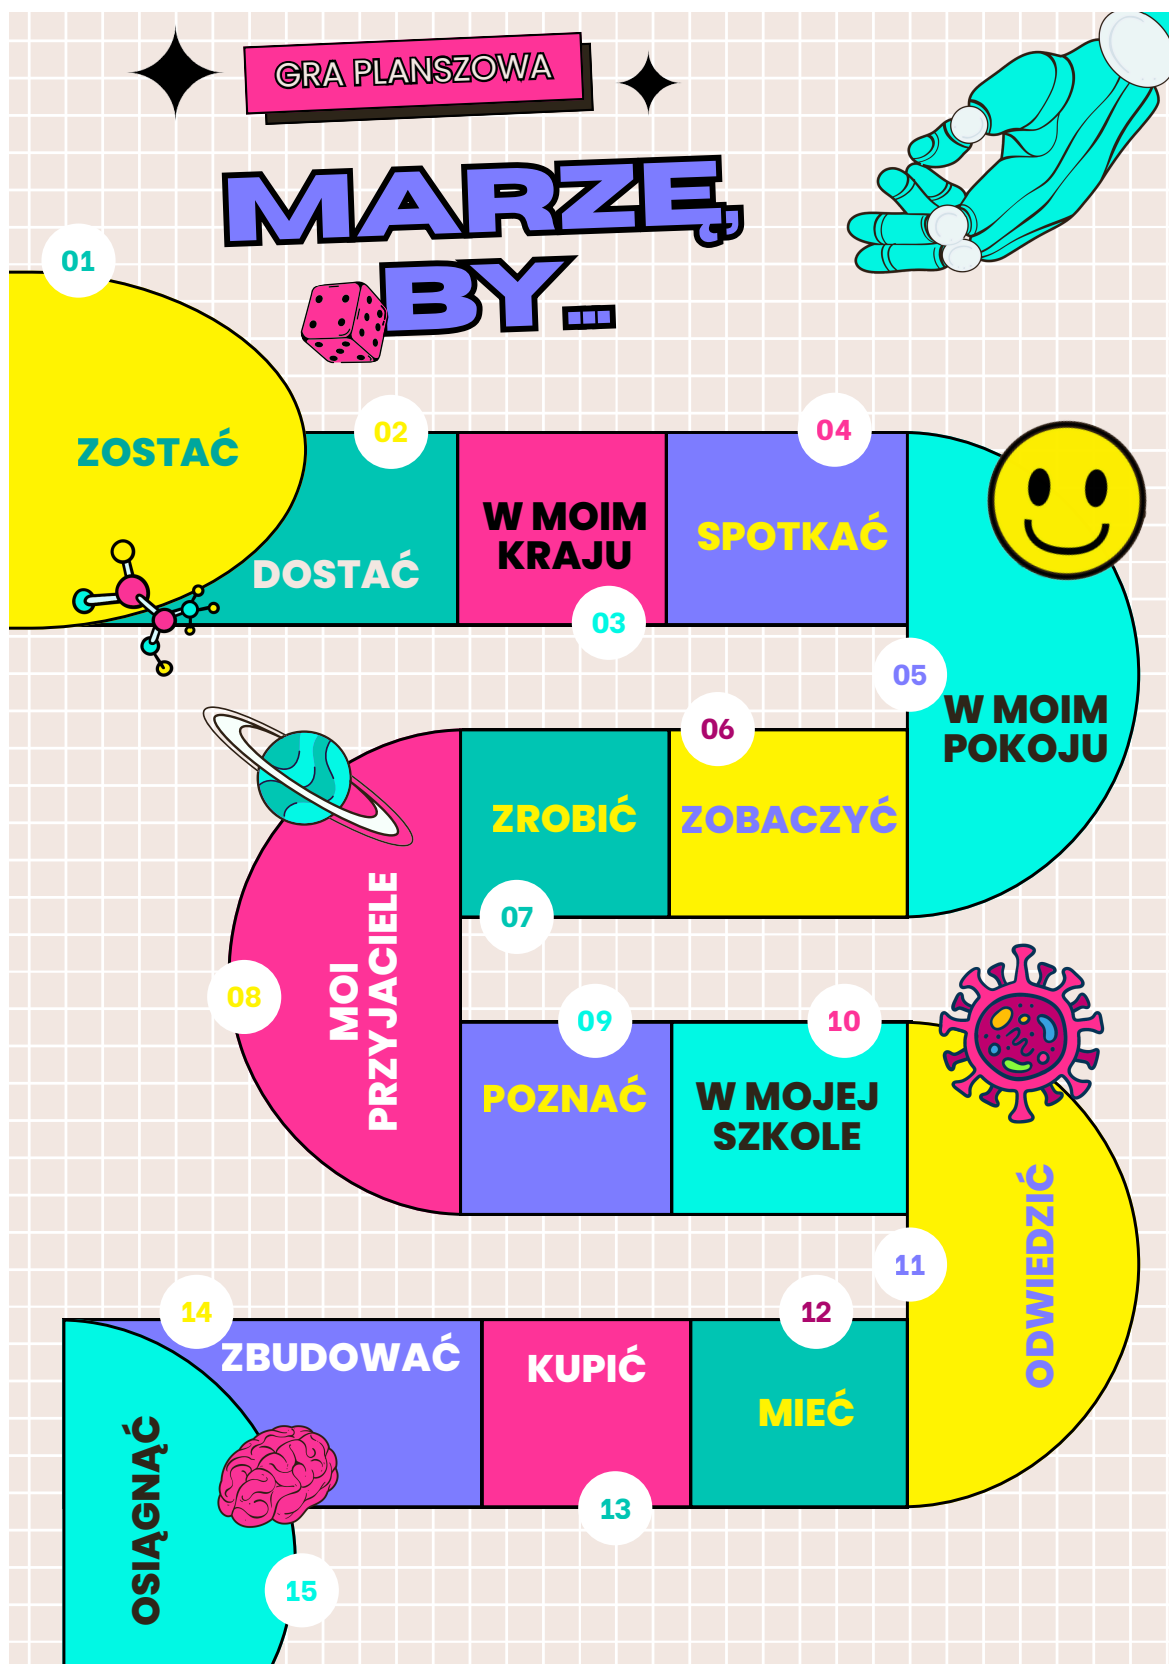 GRA PLANSZOWA
MARZĘ,
BY...
01
ZOSTAĆ
02
DOSTAĆ
W MOIM
KRAJU
03
04
SPOTKAĆ
05
W MOIM
POKOJU
06
ZOBACZYĆ
ZROBIĆ
07
08
MOI
PRZYJACIELE
09
POZNAĆ
10
W MOJEJ
SZKOLE
11
ODWIEDZIĆ
12
MIEĆ
KUPIĆ
13
14
ZBUDOWAĆ
OSIĄGNĄĆ
15